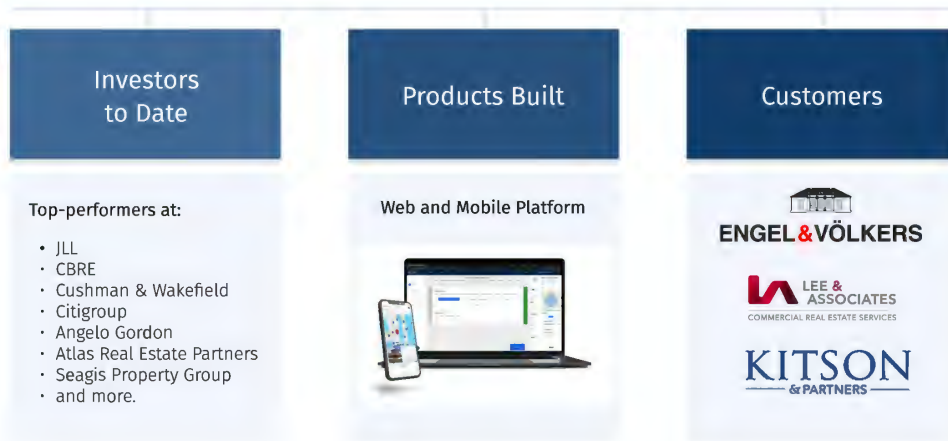 Investors
to Date
Products Built
Customers
Top-performers at:
• JLL
• CBRE
• Cushman & Wakefield
• Citigroup
• Angelo Gordon
• Atlas Real Estate Partners
• Seagis Property Group
• and more.
Web and Mobile Platform
ENGEL&VÖLKERS
LEE &
ASSOCIATES
COMMERCIAL REAL ESTATE SERVICES
KITSON
& PARTNERS